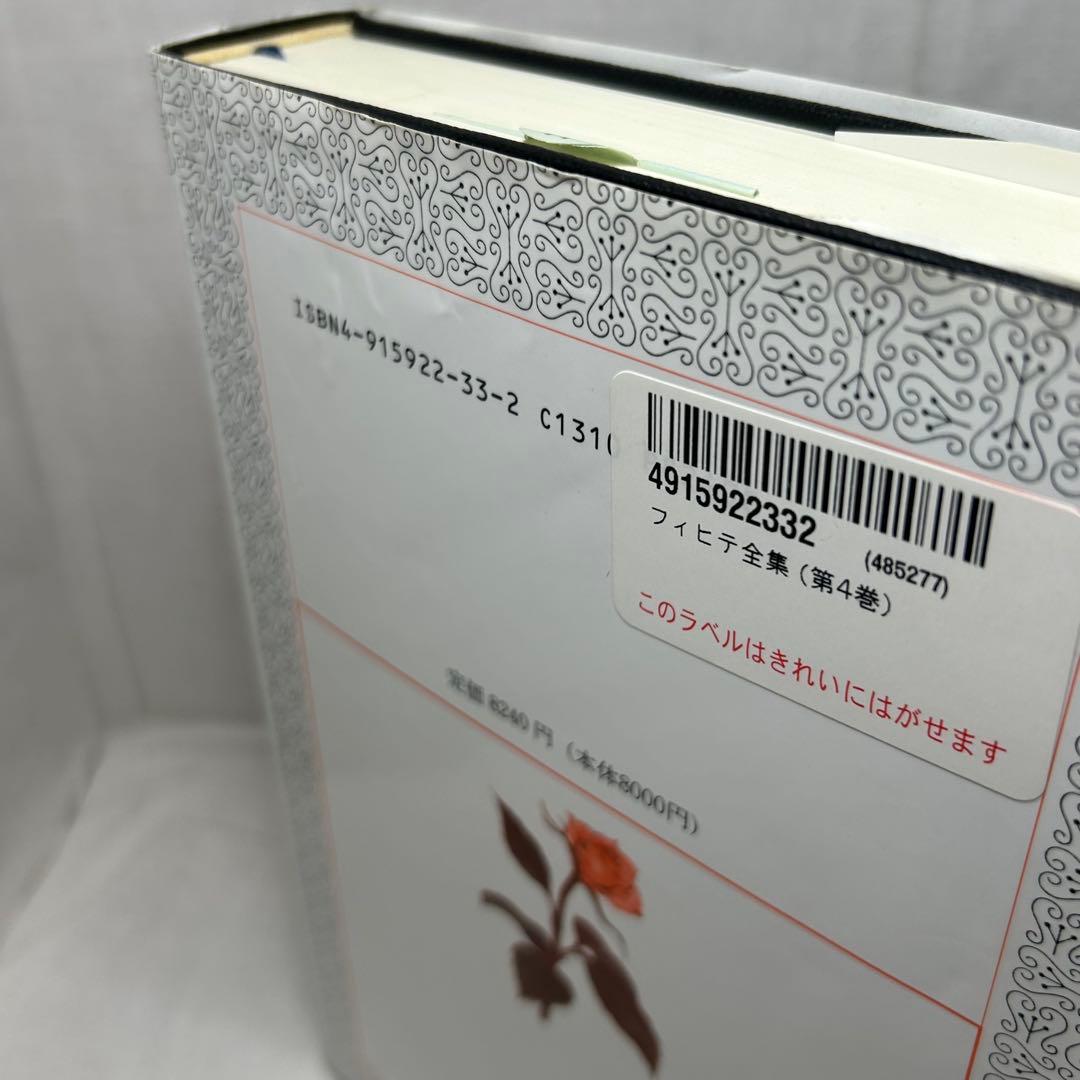 ISBN4-915922-33-2 C131
4915922332
(485277)
フィヒテ全集(第4巻)
このラベルはきれいにはがせます
定価 8240円(本体8000円)